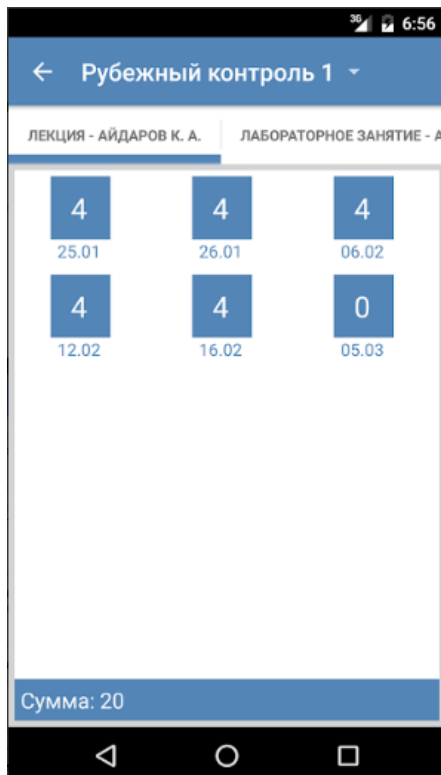 3G 6:56
Рубежный контроль 1
ЛЕКЦИЯ - АЙДАРОВ К. А. ЛАБОРАТОРНОЕ ЗАНЯТИЕ - А
4 4 4
25.01 26.01 06.02
4 4 0
12.02 16.02 05.03
Сумма: 20